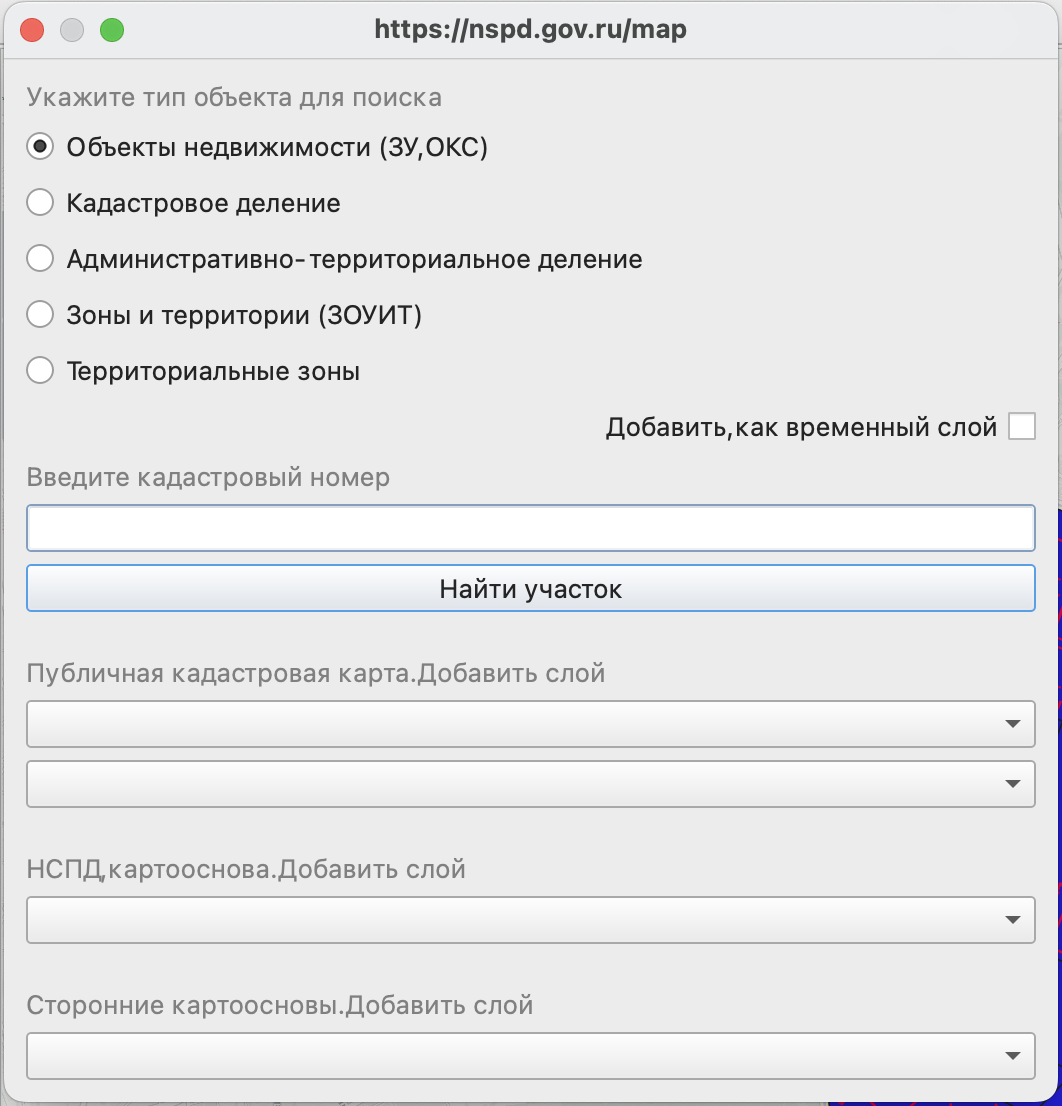 https://nspd.gov.ru/map
Укажите тип объекта для поиска
Объекты недвижимости (ЗУ,ОКС)
Кадастровое деление
Административно-территориальное деление
Зоны и территории (ЗОУИТ)
Территориальные зоны
Добавить,как временный слой
Введите кадастровый номер
Найти участок
Публичная кадастровая карта.Добавить слой
НСПД,картооснова.Добавить слой
Сторонние картоосновы.Добавить слой